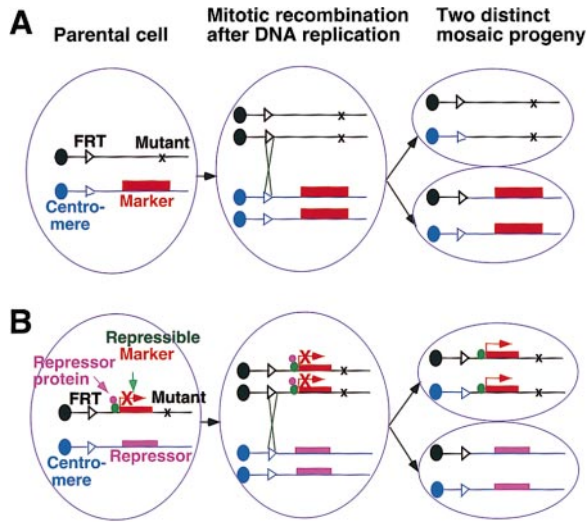 A
Parental cell
Mitotic recombination
after DNA replication
Two distinct
mosaic progeny
FRT
Mutant
x
Centro-
mere
Marker
x
x
x
x
B
Repressible
Marker
Repressor
protein
X
FRT
Mutant
x
Centro-
mere
Repressor
X
x
X
x
x
x